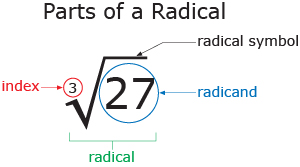 Parts of a Radical
radical symbol
index
3
27
radicand
radical